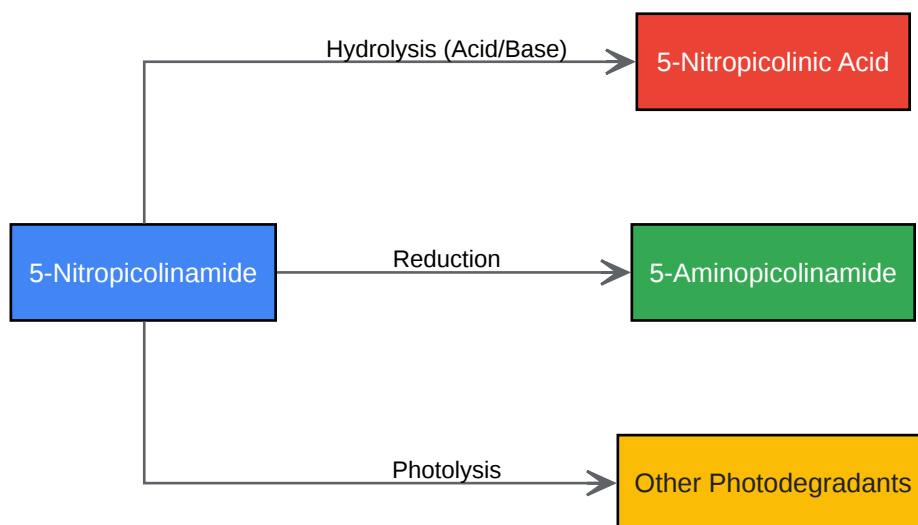 Hydrolysis (Acid/Base)
5-Nitropicolinic Acid
5-Nitropicolinamide
Reduction
5-Aminopicolinamide
Photolysis
Other Photodegradants